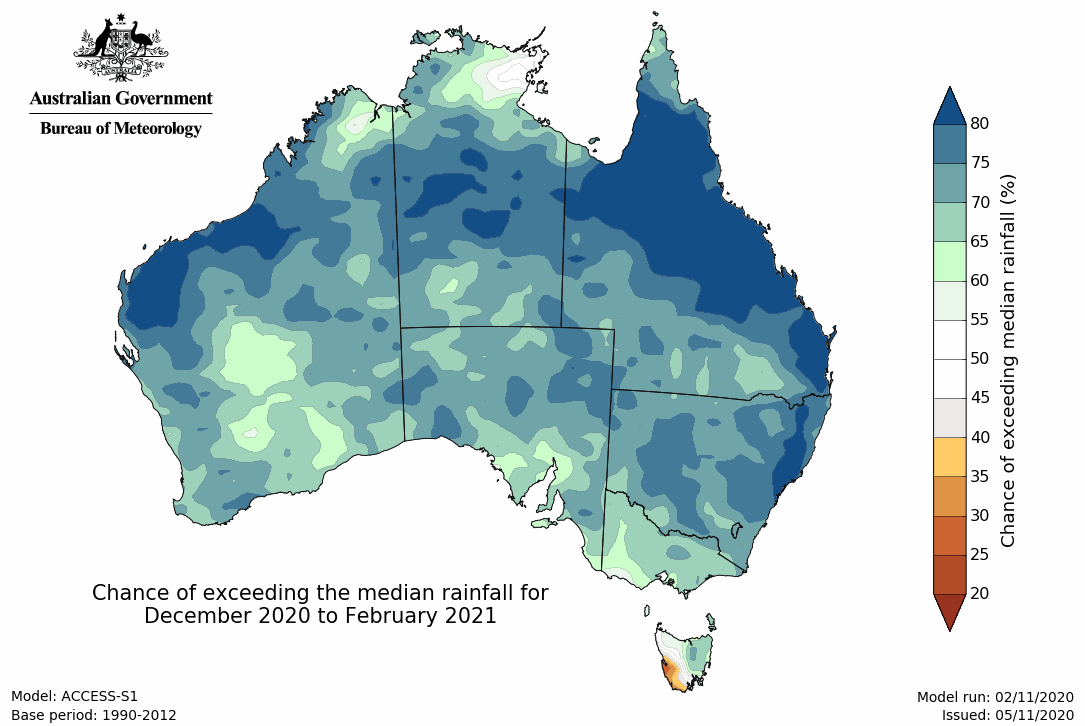 AUSTRALIA
Australian Government
Bureau of Meteorology
80
75
70
65
60
55
50
45
40
35
30
25
20
Chance of exceeding median rainfall (%)
Chance of exceeding the median rainfall for
December 2020 to February 2021
Model: ACCESS-S1
Base period: 1990-2012
Model run: 02/11/2020
Issued: 05/11/2020